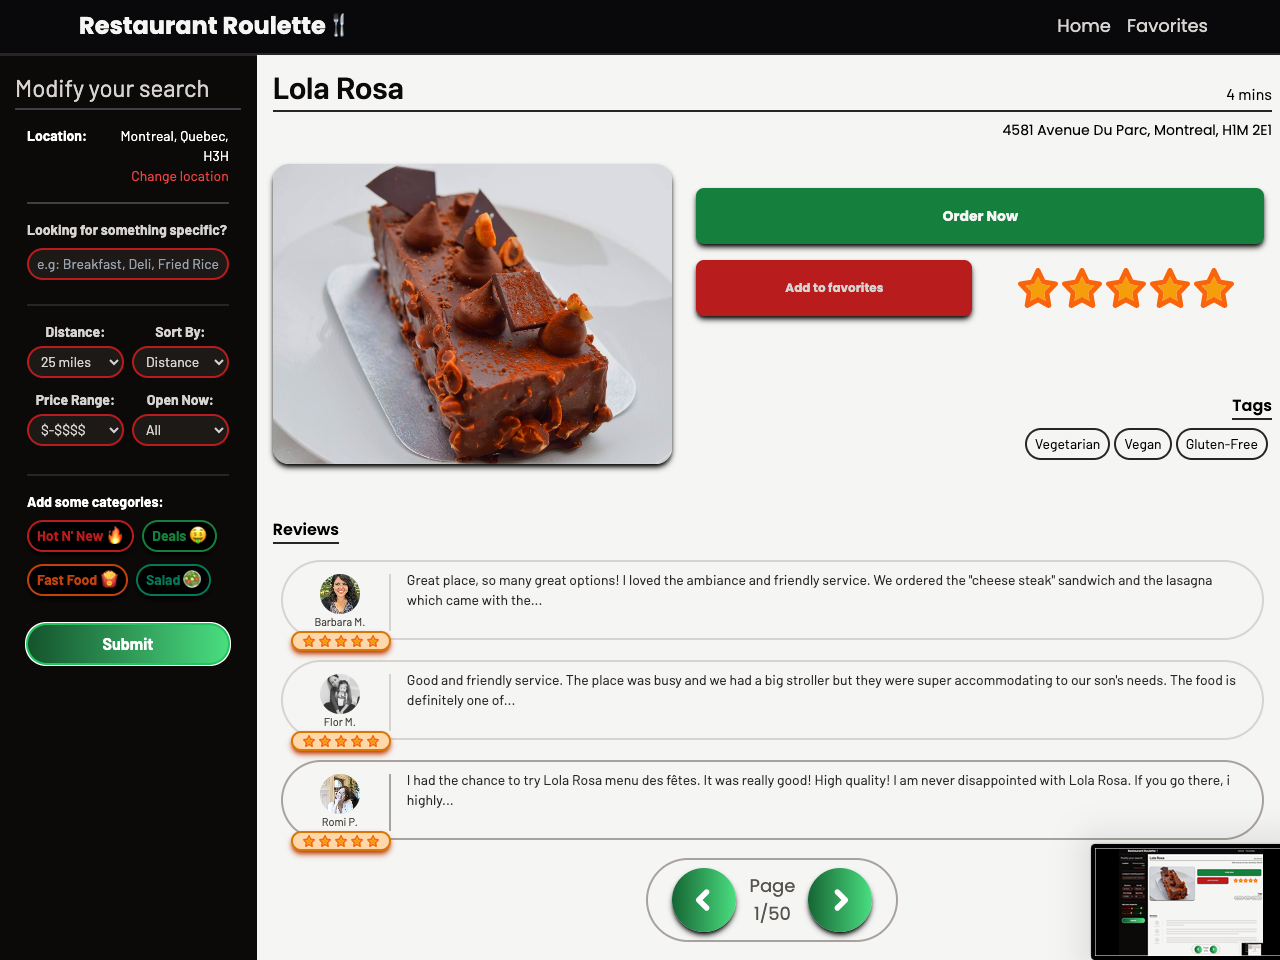 Restaurant Roulette
Home
Favorites
Modify your search
Location:
Montreal, Quebec,
H3H
Change location
Looking for something specific?
e.g: Breakfast, Deli, Fried Rice
Distance:
Sort By:
25 miles
Distance
Price Range:
Open Now:
$-$$$$
All
Add some categories:
Hot N' New
Deals
Fast Food
Salad
Submit
Lola Rosa
4 mins
4581 Avenue Du Parc, Montreal, H1M 2E1
Order Now
Add to favorites
Tags
Vegetarian
Vegan
Gluten-Free
Reviews
Great place, so many great options! I loved the ambiance and friendly service. We ordered the "cheese steak" sandwich and the lasagna
which came with the...
Barbara M.
Good and friendly service. The place was busy and we had a big stroller but they were super accommodating to our son's needs. The food is
definitely one of...
Flor M.
I had the chance to try Lola Rosa menu des fêtes. It was really good! High quality! I am never disappointed with Lola Rosa. If you go there, i
highly...
Romi P.
Page
1/50
Restaurant Roulette
Lola Rosa